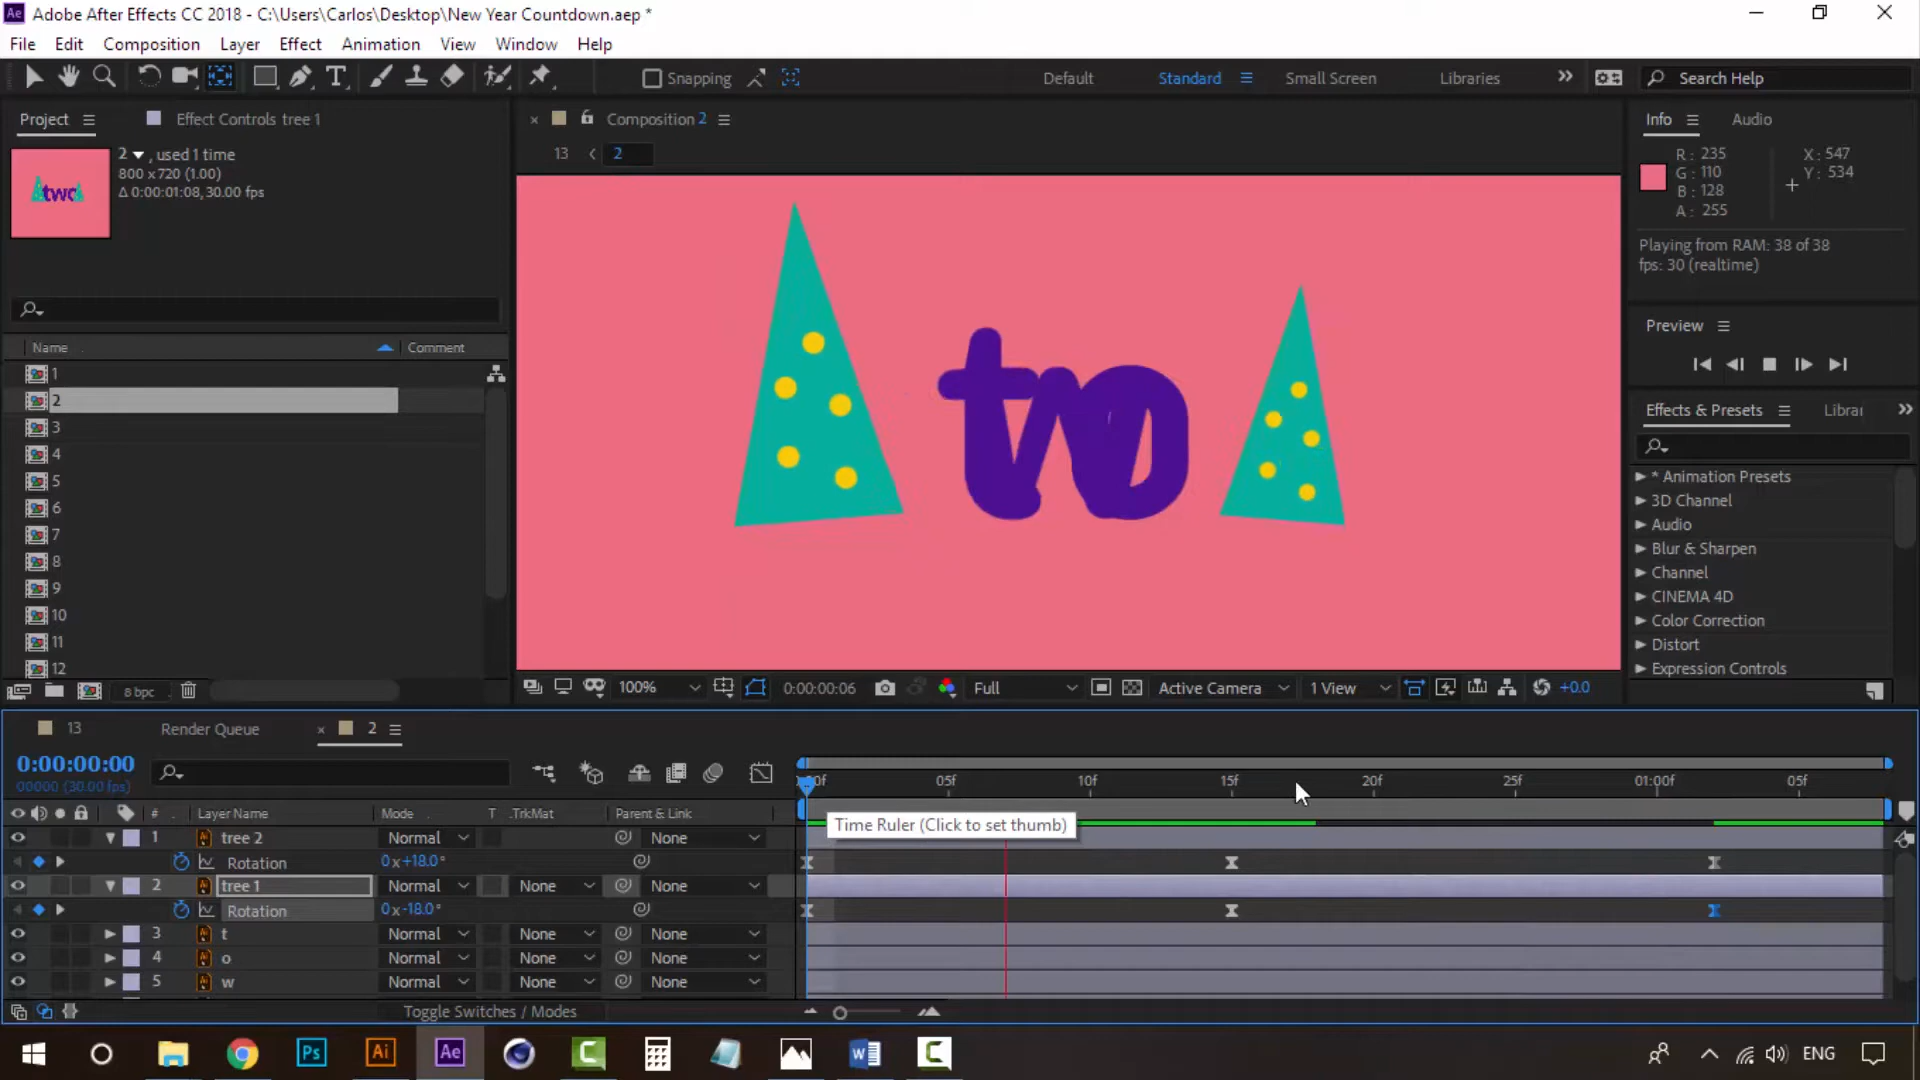 Adobe After Effects CC 2018 - C:\Users\Carlos\Desktop\New Year Countdown.aep *
File Edit Composition Layer Effect Animation View Window Help
Snapping Default Standard Small Screen Libraries Search Help
Project Effect Controls tree 1
2, used 1 time
800 x 720 (1.00)
Δ 0:00:01:08, 30.00 fps
two
Name Comment
1
2
3
4
5
6
7
8
9
10
11
12
8 bpc
Composition 2
13 2
two
100% 0:00:00:06 Full Active Camera 1 View +0.0
Info Audio
R: 235 X: 547
G: 110 Y: 534
B: 128
A: 255
Playing from RAM: 38 of 38
fps: 30 (realtime)
Preview
Effects & Presets Librar
* Animation Presets
3D Channel
Audio
Blur & Sharpen
Channel
CINEMA 4D
Color Correction
Distort
Expression Controls
13 Render Queue 2
0:00:00:00
00000 (30.00 fps)
05f 10f 15f 20f 25f 01:00f 05f
# Layer Name Mode T .TrkMat Parent & Link
Time Ruler (Click to set thumb)
1 tree 2 Normal None
Rotation 0x+18.0°
2 tree 1 Normal None None
Rotation 0x-18.0°
3 t Normal None None
4 o Normal None None
5 w Normal None None
Toggle Switches / Modes
Ps Ai Ae ENG